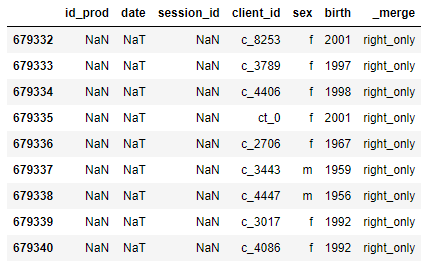 id_prod date session_id client_id sex birth _merge
679332 NaN NaT NaN c_8253 f 2001 right_only
679333 NaN NaT NaN c_3789 f 1997 right_only
679334 NaN NaT NaN c_4406 f 1998 right_only
679335 NaN NaT NaN ct_0 f 2001 right_only
679336 NaN NaT NaN c_2706 f 1967 right_only
679337 NaN NaT NaN c_3443 m 1959 right_only
679338 NaN NaT NaN c_4447 m 1956 right_only
679339 NaN NaT NaN c_3017 f 1992 right_only
679340 NaN NaT NaN c_4086 f 1992 right_only